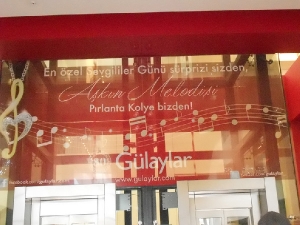 En özel Sevgililer Günü sürprizi sizden,
Aşkın Melodisi
Pırlanta Kolye bizden!
Gülaylar
www.gulaylar.com